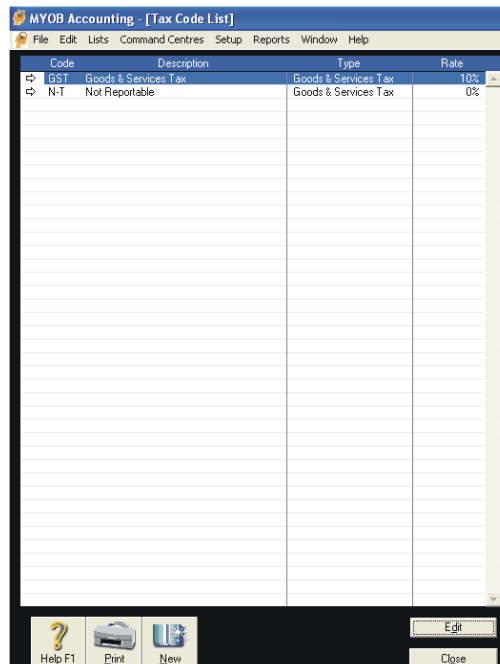 MYOB Accounting - [Tax Code List]
File Edit Lists Command Centres Setup Reports Window Help
Code Description Type Rate
GST Goods & Services Tax Goods & Services Tax 10%
N-T Not Reportable Goods & Services Tax 0%
Edit
Help F1 Print New Close